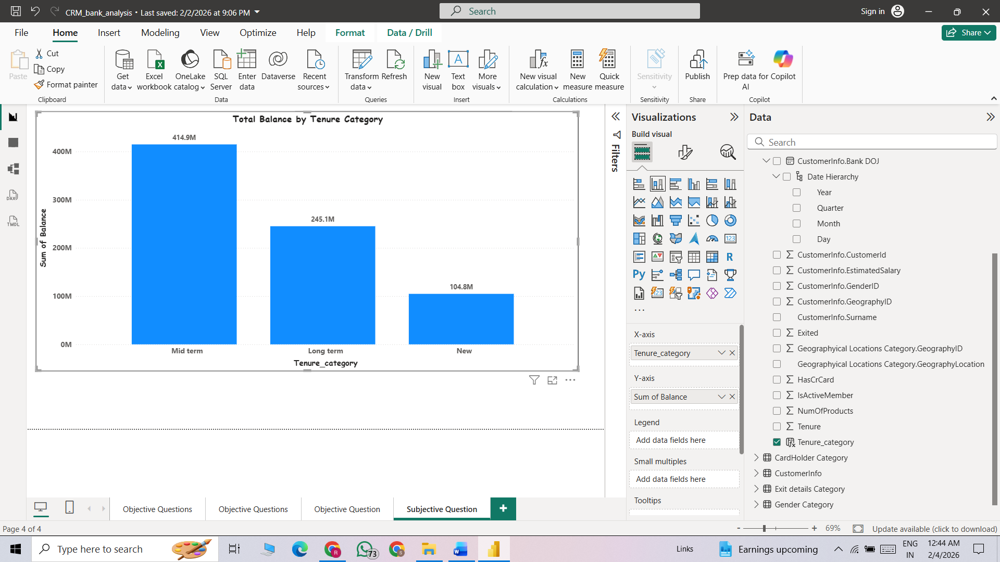 CRM_bank_analysis • Last saved: 2/2/2026 at 9:06 PM
Search
Sign in
File
Home
Insert
Modeling
View
Optimize
Help
Format
Data / Drill
Share
Paste
Cut
Copy
Format painter
Clipboard
Get data
Excel workbook
OneLake catalog
SQL Server
Enter data
Dataverse
Recent sources
Data
Transform data
Refresh
Queries
New visual
Text box
More visuals
Insert
New visual calculation
New measure
Quick measure
Calculations
Sensitivity
Sensitivity
Publish
Share
Prep data for AI
Copilot
Copilot
DAX
TMDL
Total Balance by Tenure Category
Sum of Balance
400M
300M
200M
100M
0M
414.9M
245.1M
104.8M
Mid term
Long term
New
Tenure_category
Filters
Visualizations
Build visual
123
R
Py
123
X-axis
Tenure_category
Y-axis
Sum of Balance
Legend
Add data fields here
Small multiples
Add data fields here
Tooltips
Data
Search
CustomerInfo.Bank DOJ
Date Hierarchy
Year
Quarter
Month
Day
CustomerInfo.CustomerId
CustomerInfo.EstimatedSalary
CustomerInfo.GenderID
CustomerInfo.GeographyID
CustomerInfo.Surname
Exited
Geographyical Locations Category.GeographyID
Geographyical Locations Category.GeographyLocation
HasCrCard
IsActiveMember
NumOfProducts
Tenure
Tenure_category
CardHolder Category
CustomerInfo
Exit details Category
Gender Category
Objective Questions
Objective Questions
Objective Question
Subjective Question
Page 4 of 4
- + 69%
Update available (click to download)
Type here to search
R
73
S
Links
Earnings upcoming
ENG
IN
12:44 AM
2/4/2026